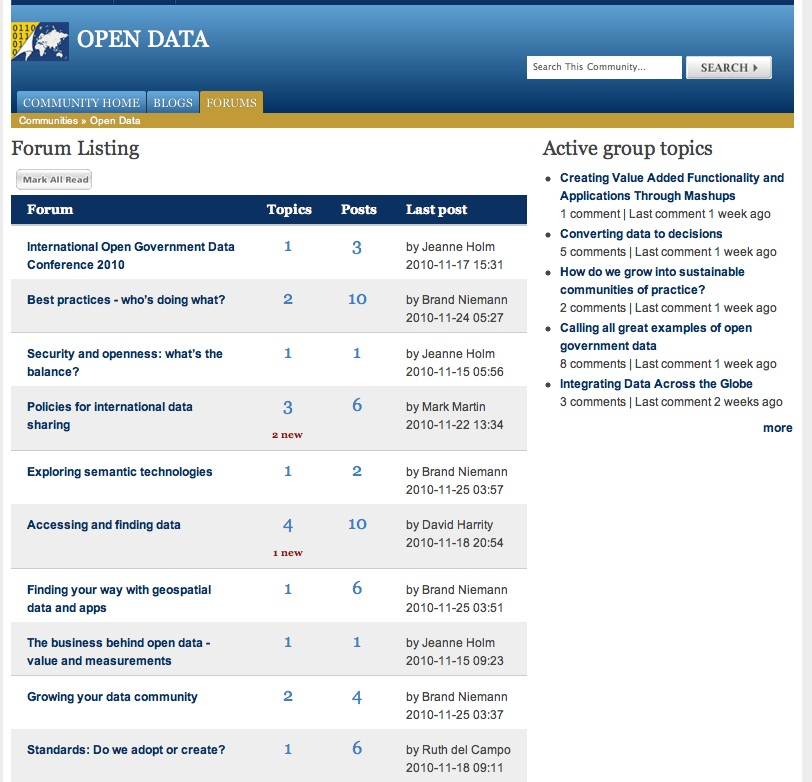 0110
011
01
0
OPEN DATA
Search This Community...
SEARCH
COMMUNITY HOME BLOGS FORUMS
Communities » Open Data
Forum Listing
Mark All Read
Forum Topics Posts Last post
International Open Government Data 1 3 by Jeanne Holm
Conference 2010 2010-11-17 15:31
Best practices - who's doing what? 2 10 by Brand Niemann
2010-11-24 05:27
Security and openness: what's the 1 1 by Jeanne Holm
balance? 2010-11-15 05:56
Policies for international data 3 6 by Mark Martin
sharing 2010-11-22 13:34
2 new
Exploring semantic technologies 1 2 by Brand Niemann
2010-11-25 03:57
Accessing and finding data 4 10 by David Harrity
2010-11-18 20:54
1 new
Finding your way with geospatial 1 6 by Brand Niemann
data and apps 2010-11-25 03:51
The business behind open data - 1 1 by Jeanne Holm
value and measurements 2010-11-15 09:23
Growing your data community 2 4 by Brand Niemann
2010-11-25 03:37
Standards: Do we adopt or create? 1 6 by Ruth del Campo
2010-11-18 09:11
Active group topics
Creating Value Added Functionality and
Applications Through Mashups
1 comment | Last comment 1 week ago
Converting data to decisions
5 comments | Last comment 1 week ago
How do we grow into sustainable
communities of practice?
2 comments | Last comment 1 week ago
Calling all great examples of open
government data
8 comments | Last comment 1 week ago
Integrating Data Across the Globe
3 comments | Last comment 2 weeks ago
more